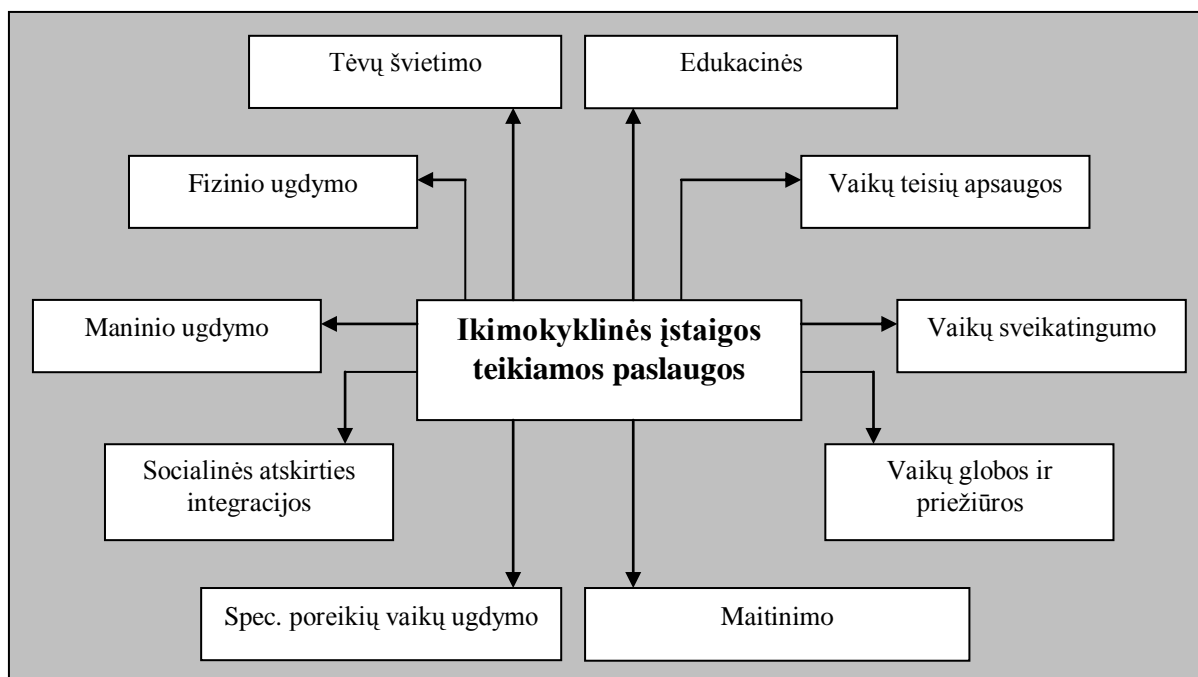 Tėvų švietimo
Edukacinės
Fizinio ugdymo
Vaikų teisių apsaugos
Maninio ugdymo
Ikimokyklinės įstaigos
teikiamos paslaugos
Vaikų sveikatingumo
Socialinės atskirties
integracijos
Vaikų globos ir
priežiūros
Spec. poreikių vaikų ugdymo
Maitinimo